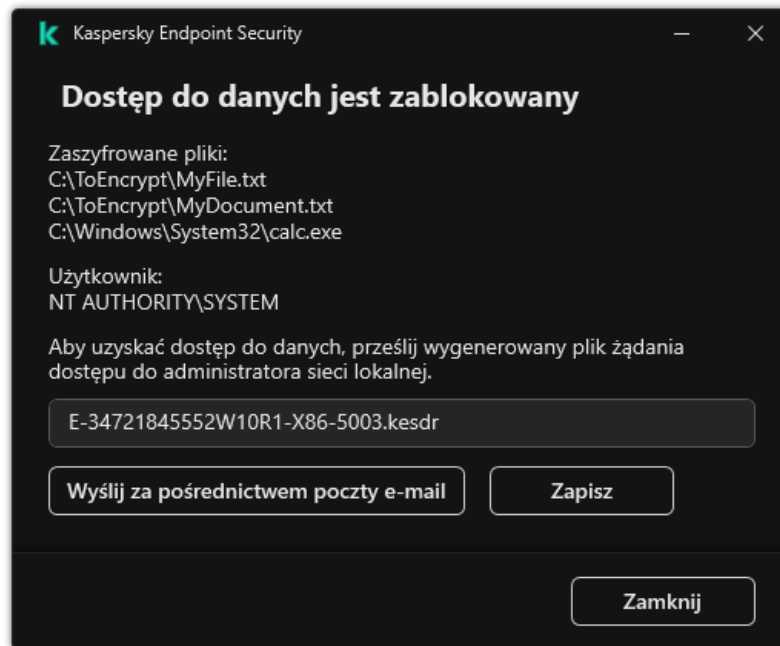 Kaspersky Endpoint Security
Dostęp do danych jest zablokowany
Zaszyfrowane pliki:
C:\ToEncrypt\MyFile.txt
C:\ToEncrypt\MyDocument.txt
C:\Windows\System32\calc.exe
Użytkownik:
NT AUTHORITY\SYSTEM
Aby uzyskać dostęp do danych, prześlij wygenerowany plik żądania
dostępu do administratora sieci lokalnej.
E-34721845552W10R1-X86-5003.kesdr
Wyślij za pośrednictwem poczty e-mail
Zapisz
Zamknij